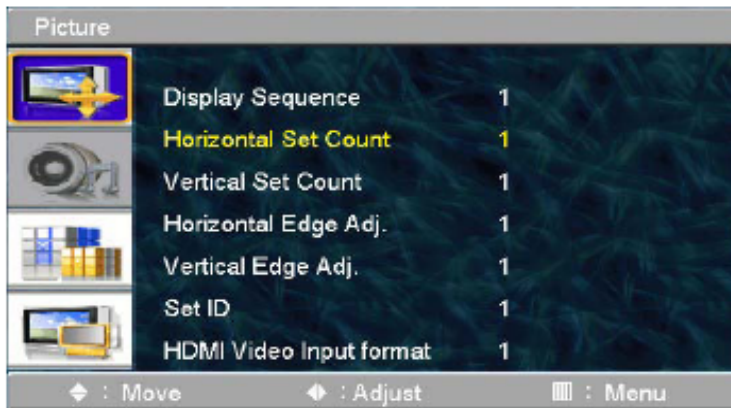 Picture
Display Sequence 1
Horizontal Set Count 1
Vertical Set Count 1
Horizontal Edge Adj. 1
Vertical Edge Adj. 1
Set ID 1
HDMI Video Input format 1
: Move : Adjust : Menu